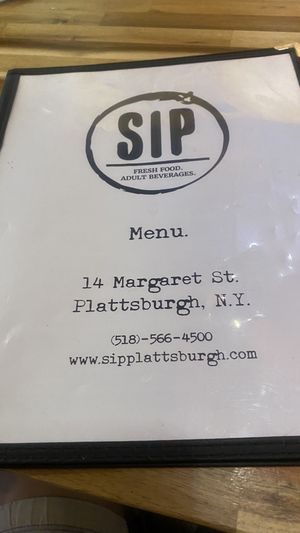 SIP
FRESH FOOD.
ADULT BEVERAGES.
Menu.
14 Margaret St.
Plattsburgh, N.Y.
(518)-566-4500
www.sipplattsburgh.com